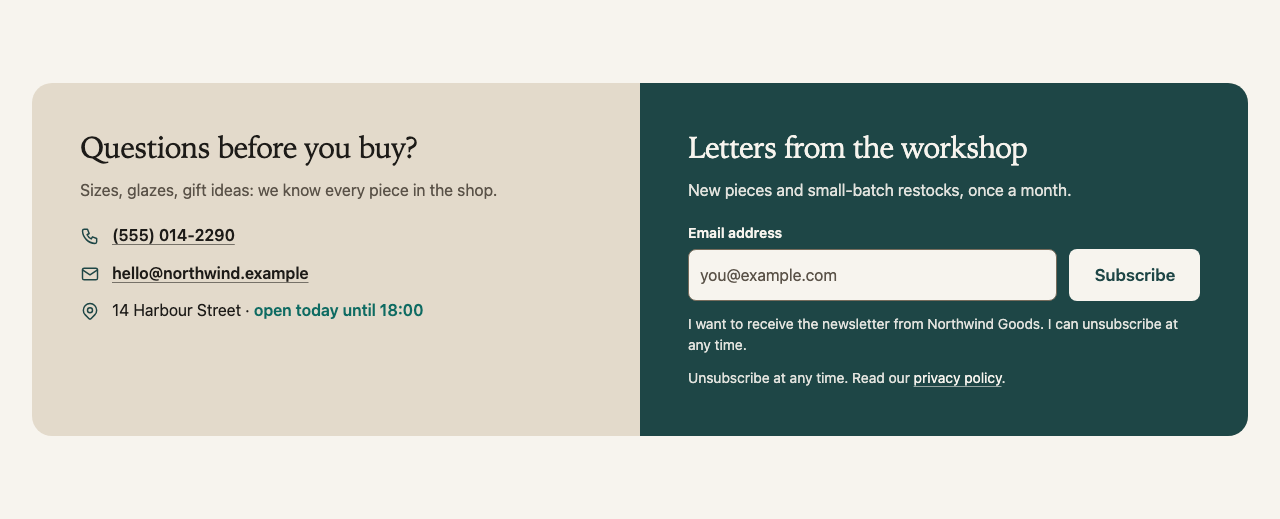 Questions before you buy?
Sizes, glazes, gift ideas: we know every piece in the shop.
(555) 014-2290
hello@northwind.example
14 Harbour Street · open today until 18:00
Letters from the workshop
New pieces and small-batch restocks, once a month.
Email address
you@example.com
Subscribe
I want to receive the newsletter from Northwind Goods. I can unsubscribe at
any time.
Unsubscribe at any time. Read our privacy policy.